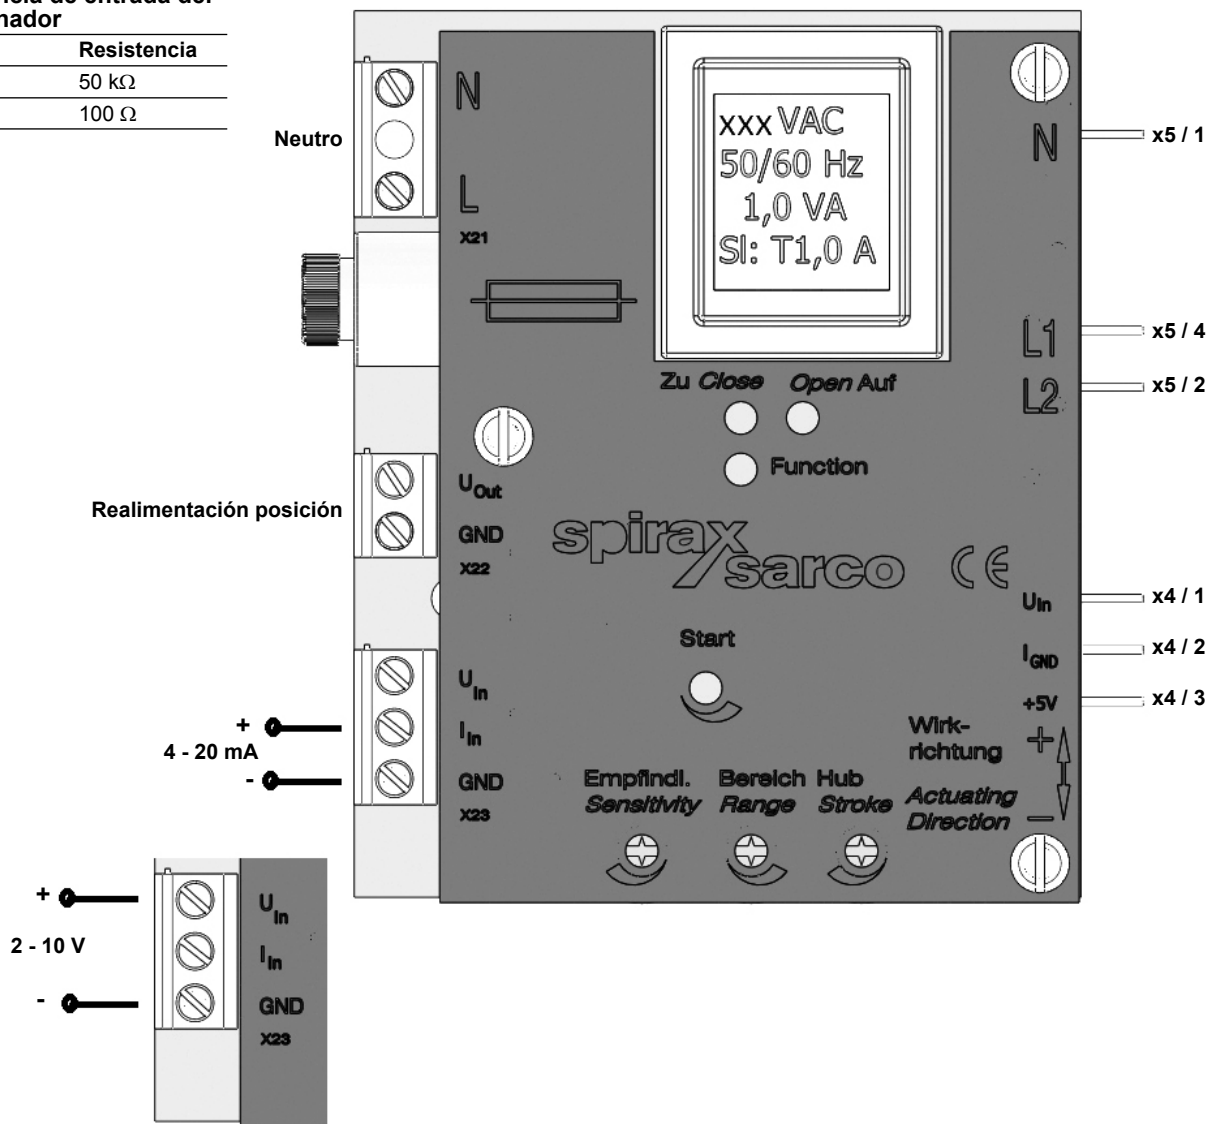 nador
Resistencia
50 kΩ
100 Ω
Neutro
N
L
X21
xxx VAC
50/60 Hz
1,0 VA
Sl: T1,0 A
N
x5 / 1
L1
x5 / 4
L2
x5 / 2
Zu Close Open Auf
Function
Realimentación posición
UOut
GND
X22
spirax
sarco
CE
UIn
x4 / 1
IGND
x4 / 2
+5V
x4 / 3
Start
UIn
IIn
GND
X23
+
4 - 20 mA
-
Wirk-
richtung
Actuating
Direction
+
−
Empfindl.
Sensitivity
Bereich
Range
Hub
Stroke
+
2 - 10 V
-
UIn
IIn
GND
X23